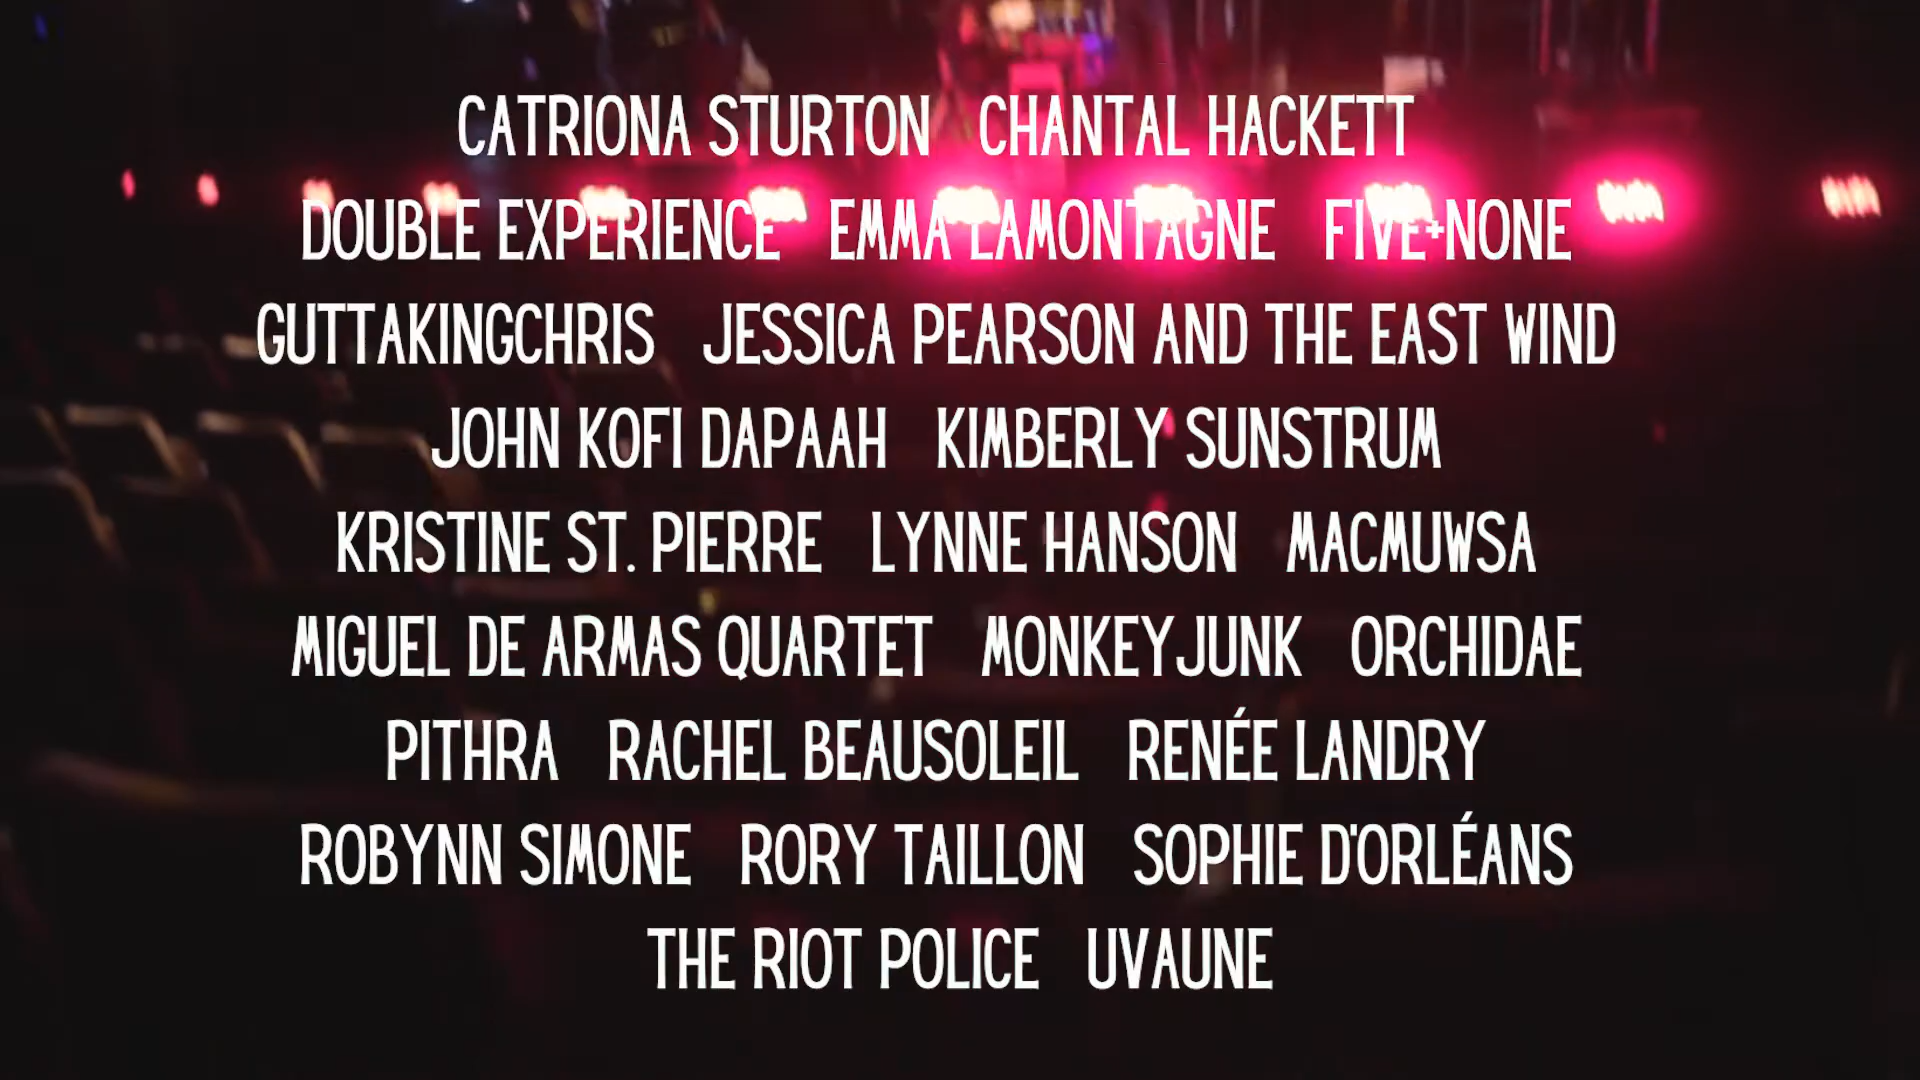 CATRIONA STURTON CHANTAL HACKETT
DOUBLE EXPERIENCE EMMA LAMONTAGNE FIVE+NONE
GUTTAKINGCHRIS JESSICA PEARSON AND THE EAST WIND
JOHN KOFI DAPAAH KIMBERLY SUNSTRUM
KRISTINE ST. PIERRE LYNNE HANSON MACMUWSA
MIGUEL DE ARMAS QUARTET MONKEYJUNK ORCHIDAE
PITHRA RACHEL BEAUSOLEIL RENÉE LANDRY
ROBYNN SIMONE RORY TAILLON SOPHIE D'ORLÉANS
THE RIOT POLICE UVAUNE